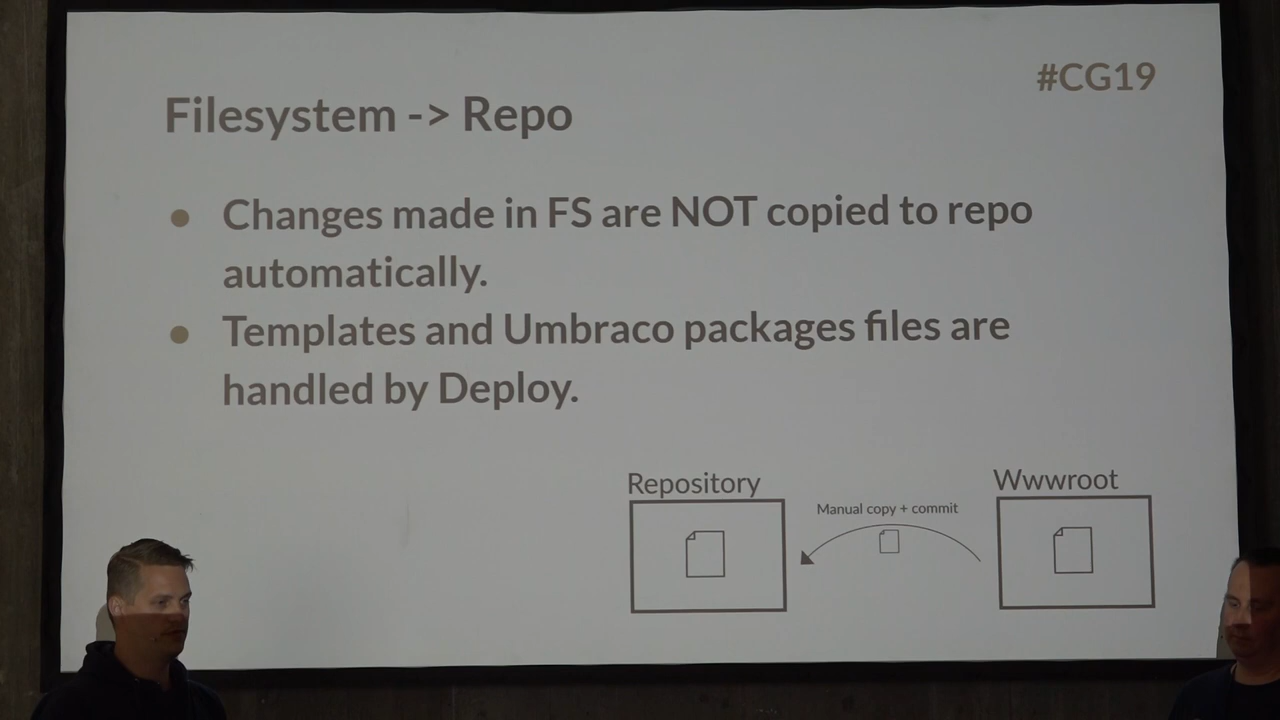 #CG19
Filesystem -> Repo
● Changes made in FS are NOT copied to repo
automatically.
● Templates and Umbraco packages files are
handled by Deploy.
Repository
Manual copy + commit
Wwwroot